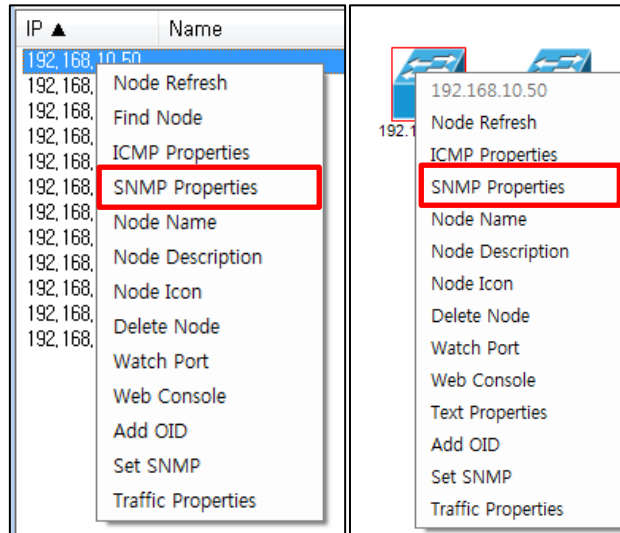 IP ▲ Name
192, 168, 10, 50
192, 168,
192, 168,
192, 168,
192, 168,
192, 168,
192, 168,
192, 168,
192, 168,
192, 168,
192, 168,
192, 168,
Node Refresh
Find Node
ICMP Properties
SNMP Properties
Node Name
Node Description
Node Icon
Delete Node
Watch Port
Web Console
Add OID
Set SNMP
Traffic Properties
192.1
192.168.10.50
Node Refresh
ICMP Properties
SNMP Properties
Node Name
Node Description
Node Icon
Delete Node
Watch Port
Web Console
Text Properties
Add OID
Set SNMP
Traffic Properties